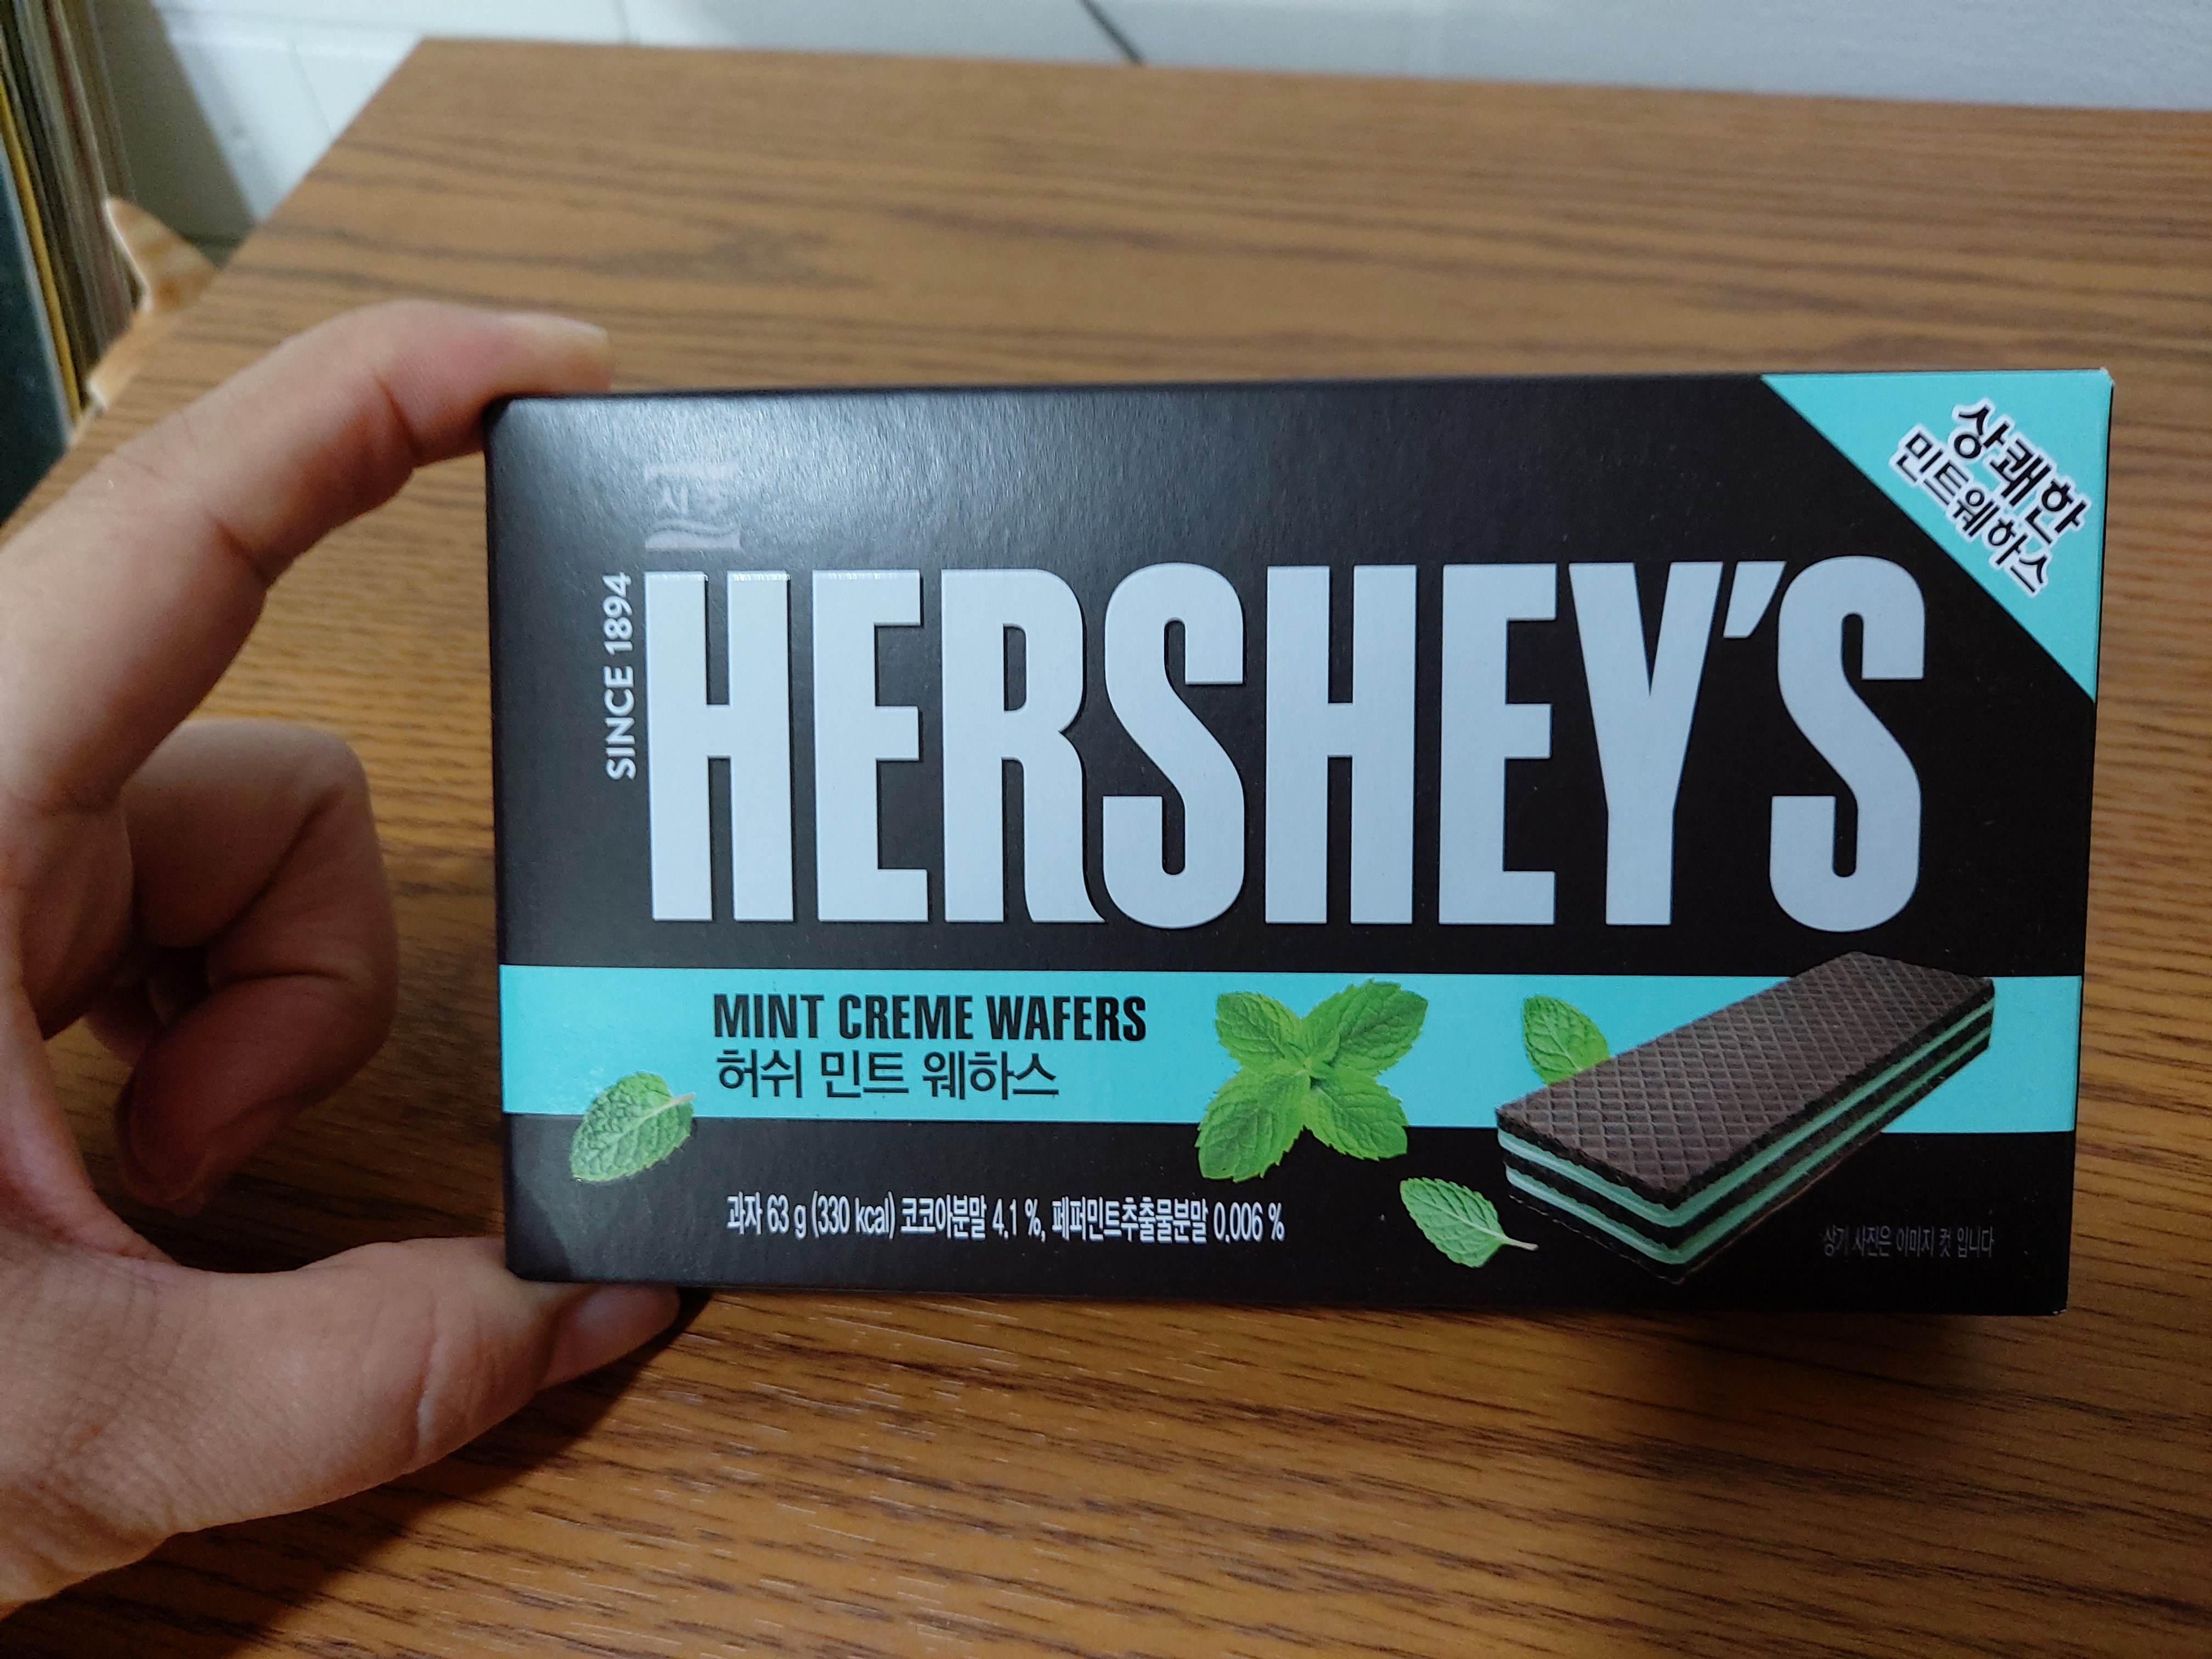 상쾌한
민트웨하스
SINCE 1894
HERSHEY'S
MINT CREME WAFERS
허쉬 민트 웨하스
과자 63 g (330 kcal) 코코아분말 4.1 %, 페퍼민트추출물분말 0.006 %
상기 사진은 이미지 컷 입니다